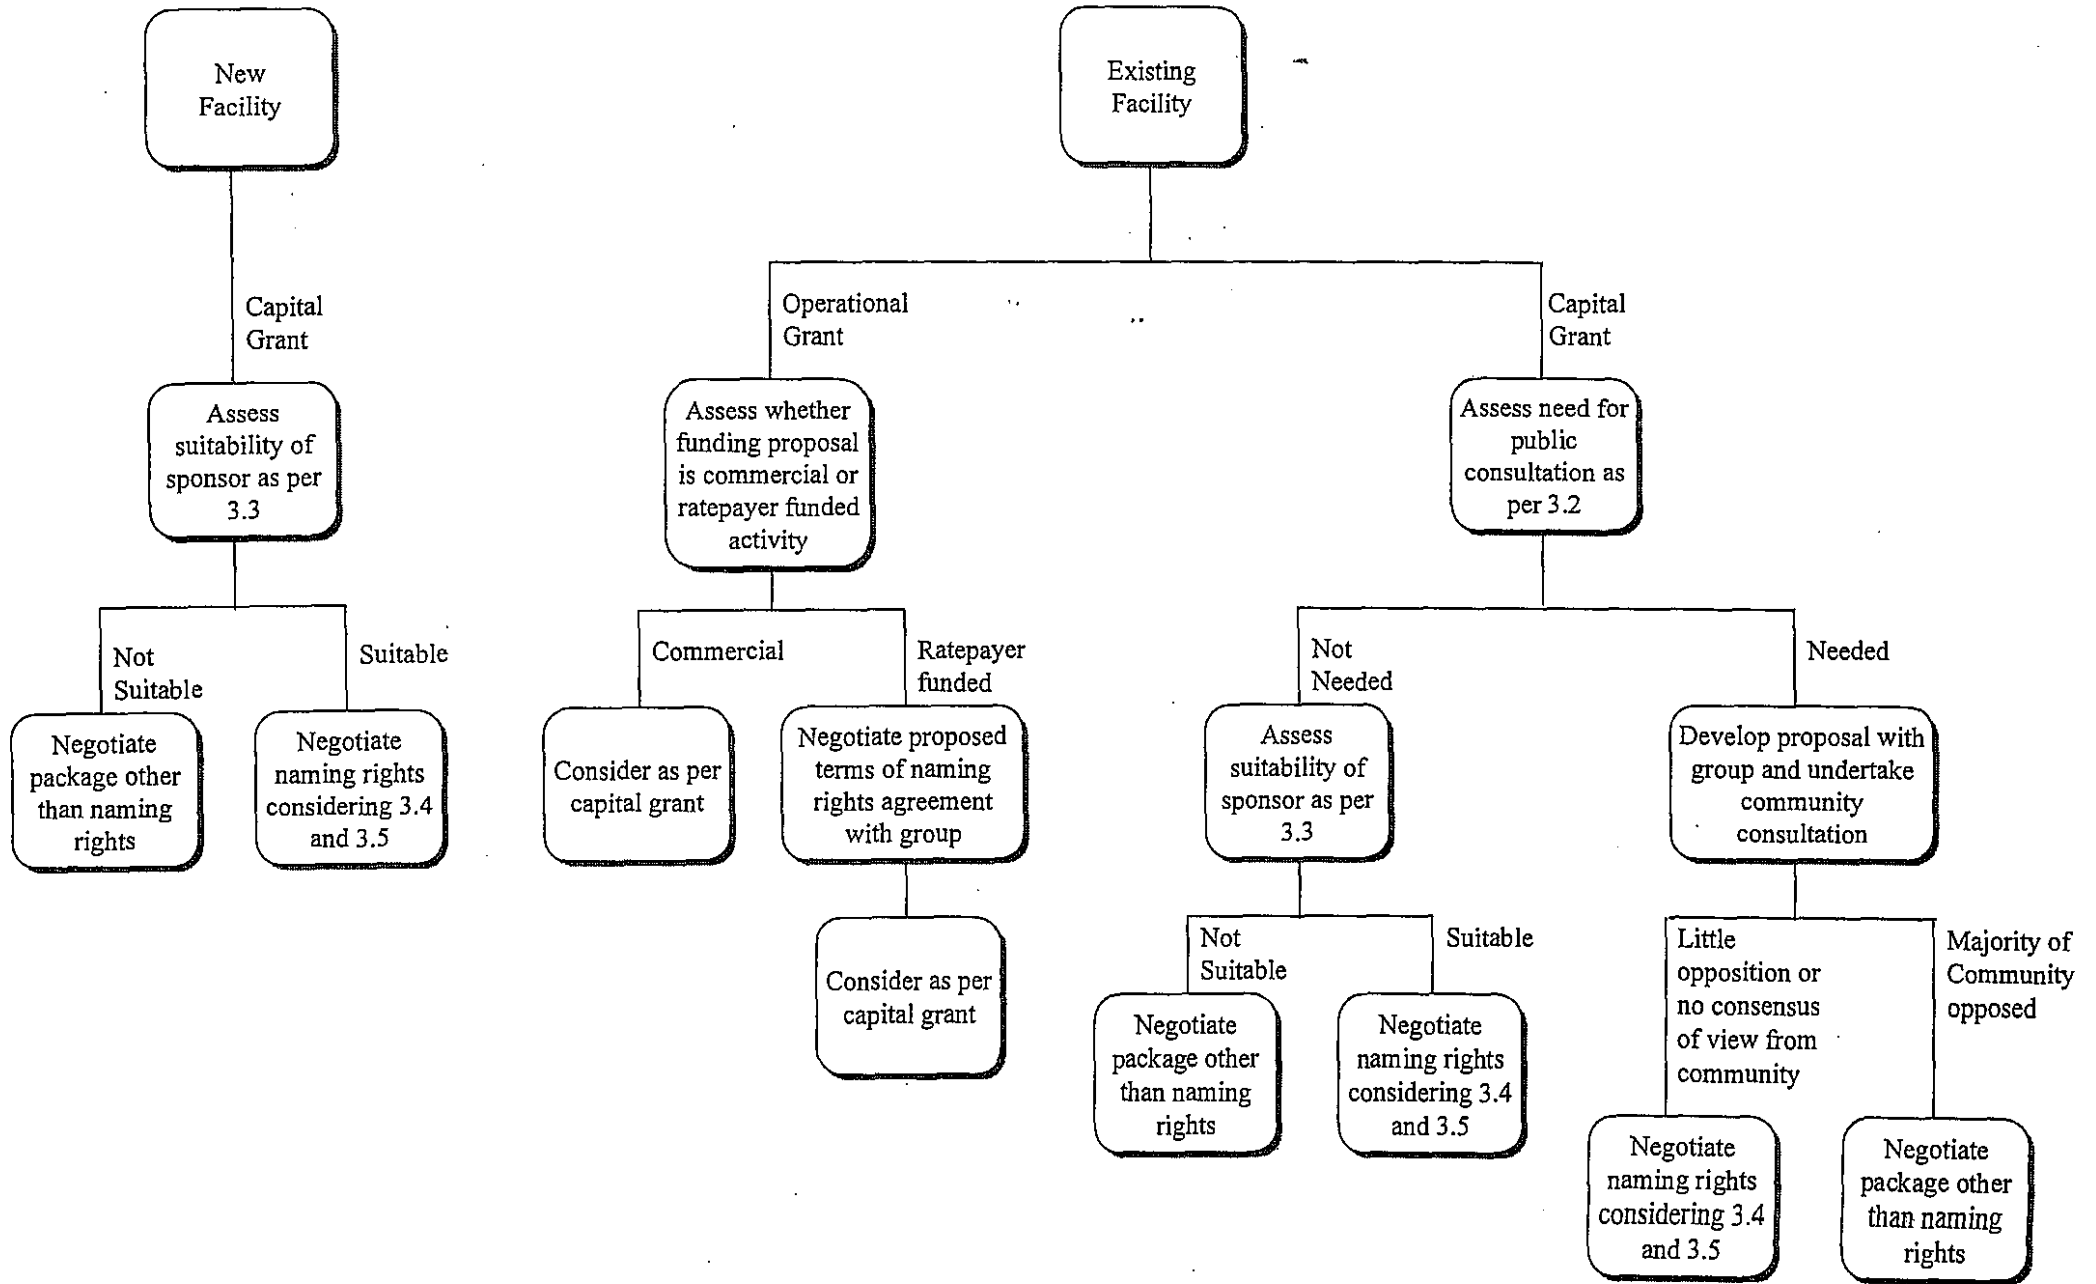 New
Facility
Existing
Facility
Capital
Grant
Operational
Grant
Capital
Grant
Assess
suitability of
sponsor as per
3.3
Assess whether
funding proposal
is commercial or
ratepayer funded
activity
Assess need for
public
consultation as
per 3.2
Not
Suitable
Suitable
Commercial
Ratepayer
funded
Not
Needed
Needed
Negotiate
package other
than naming
rights
Negotiate
naming rights
considering 3.4
and 3.5
Consider as per
capital grant
Negotiate proposed
terms of naming
rights agreement
with group
Assess
suitability of
sponsor as per
3.3
Develop proposal with
group and undertake
community
consultation
Consider as per
capital grant
Not
Suitable
Suitable
Little
opposition or
no consensus
of view from
community
Majority of
Community
opposed
Negotiate
package other
than naming
rights
Negotiate
naming rights
considering 3.4
and 3.5
Negotiate
naming rights
considering 3.4
and 3.5
Negotiate
package other
than naming
rights